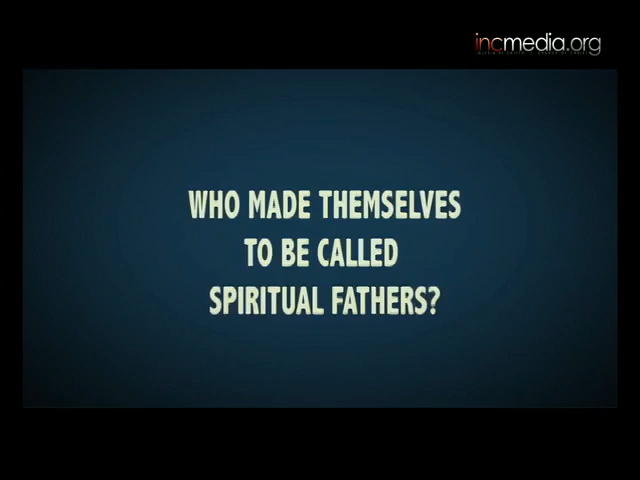 incmedia.org
WHO MADE THEMSELVES
TO BE CALLED
SPIRITUAL FATHERS?